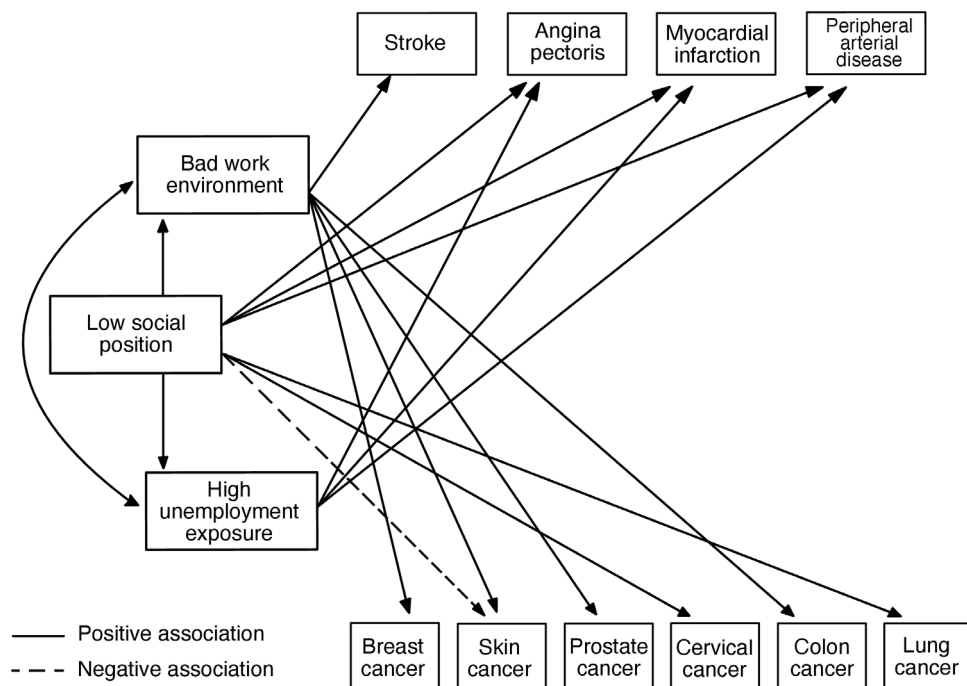 Stroke
Angina
pectoris
Myocardial
infarction
Peripheral
arterial
disease
Bad work
environment
Low social
position
High
unemployment
exposure
Positive association
Negative association
Breast
cancer
Skin
cancer
Prostate
cancer
Cervical
cancer
Colon
cancer
Lung
cancer